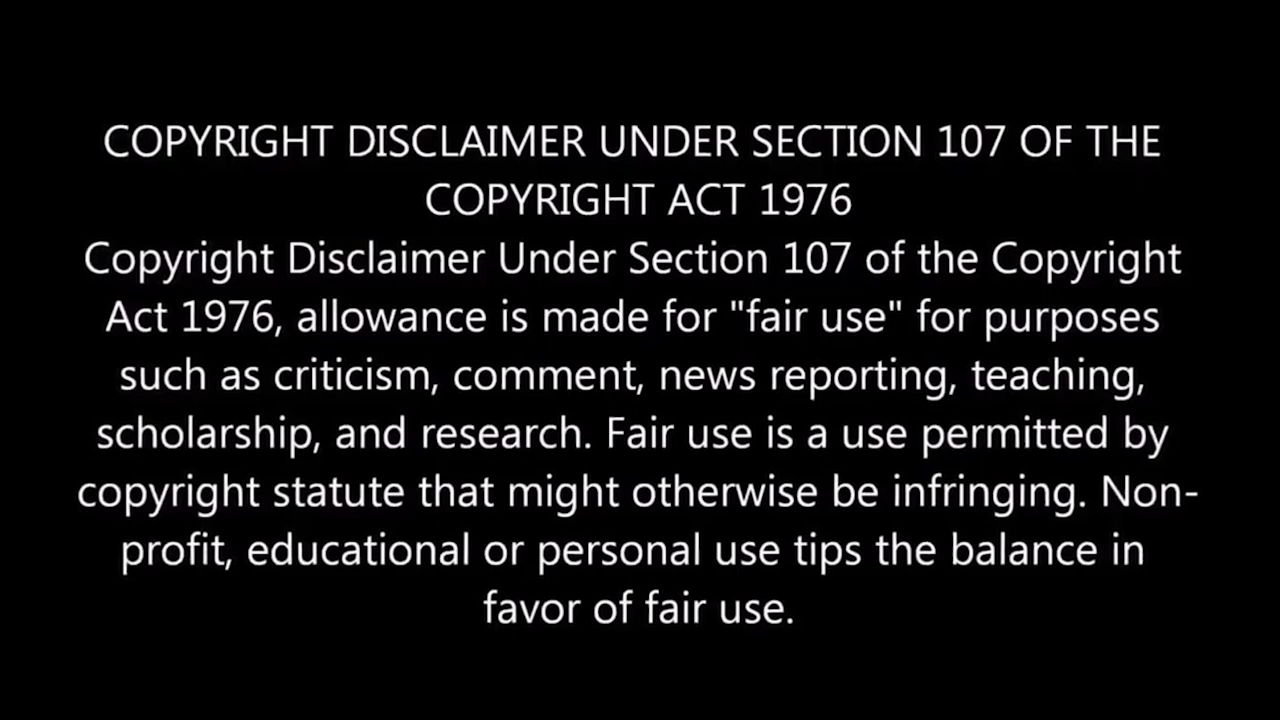 COPYRIGHT DISCLAIMER UNDER SECTION 107 OF THE
COPYRIGHT ACT 1976
Copyright Disclaimer Under Section 107 of the Copyright
Act 1976, allowance is made for "fair use" for purposes
such as criticism, comment, news reporting, teaching,
scholarship, and research. Fair use is a use permitted by
copyright statute that might otherwise be infringing. Non-
profit, educational or personal use tips the balance in
favor of fair use.